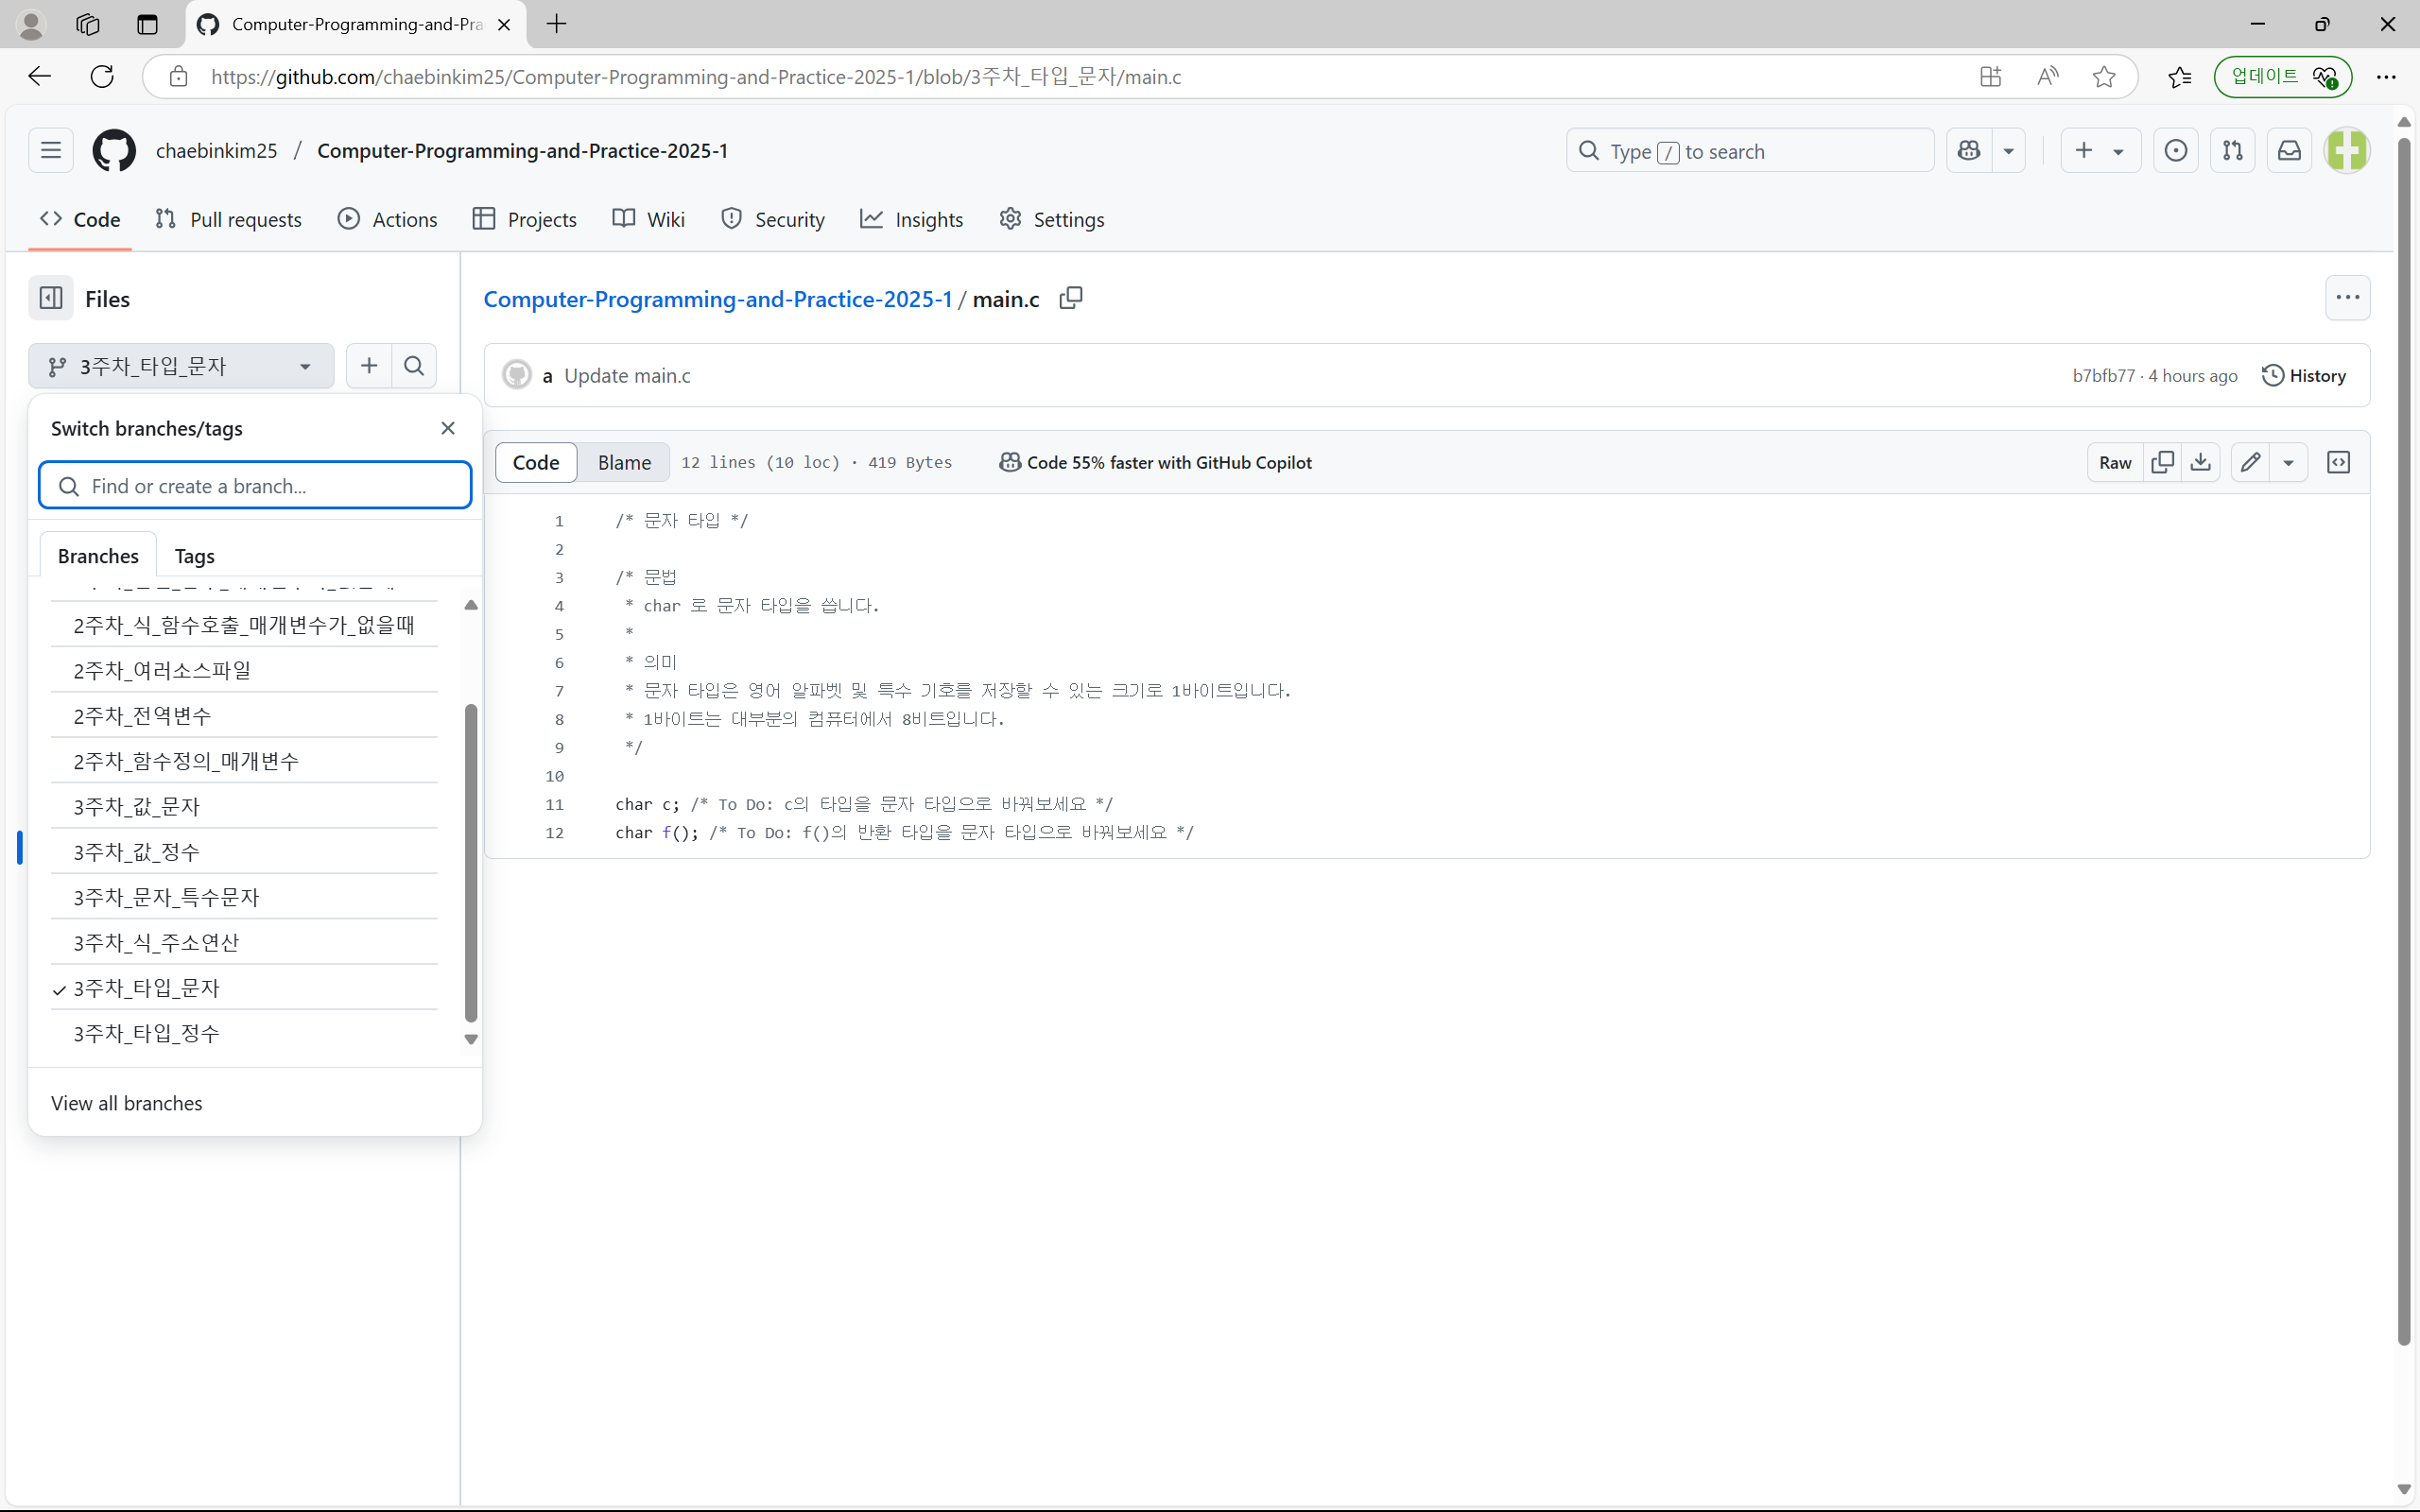 Computer-Programming-and-Pra
https://github.com/chaebinkim25/Computer-Programming-and-Practice-2025-1/blob/3주차_타입_문자/main.c
업데이트
chaebinkim25 / Computer-Programming-and-Practice-2025-1
Type / to search
Code Pull requests Actions Projects Wiki Security Insights Settings
Files
Computer-Programming-and-Practice-2025-1 / main.c
3주차_타입_문자
a Update main.c
b7bfb77 · 4 hours ago History
Switch branches/tags
Find or create a branch...
Branches Tags
2주차_식_함수호출_매개변수가_없을때
2주차_여러소스파일
2주차_전역변수
2주차_함수정의_매개변수
3주차_값_문자
3주차_값_정수
3주차_문자_특수문자
3주차_식_주소연산
3주차_타입_문자
3주차_타입_정수
View all branches
Code Blame 12 lines (10 loc) · 419 Bytes Code 55% faster with GitHub Copilot Raw
1 /* 문자 타입 */
2
3 /* 문법
4 * char 로 문자 타입을 씁니다.
5 *
6 * 의미
7 * 문자 타입은 영어 알파벳 및 특수 기호를 저장할 수 있는 크기로 1바이트입니다.
8 * 1바이트는 대부분의 컴퓨터에서 8비트입니다.
9 */
10
11 char c; /* To Do: c의 타입을 문자 타입으로 바꿔보세요 */
12 char f(); /* To Do: f()의 반환 타입을 문자 타입으로 바꿔보세요 */